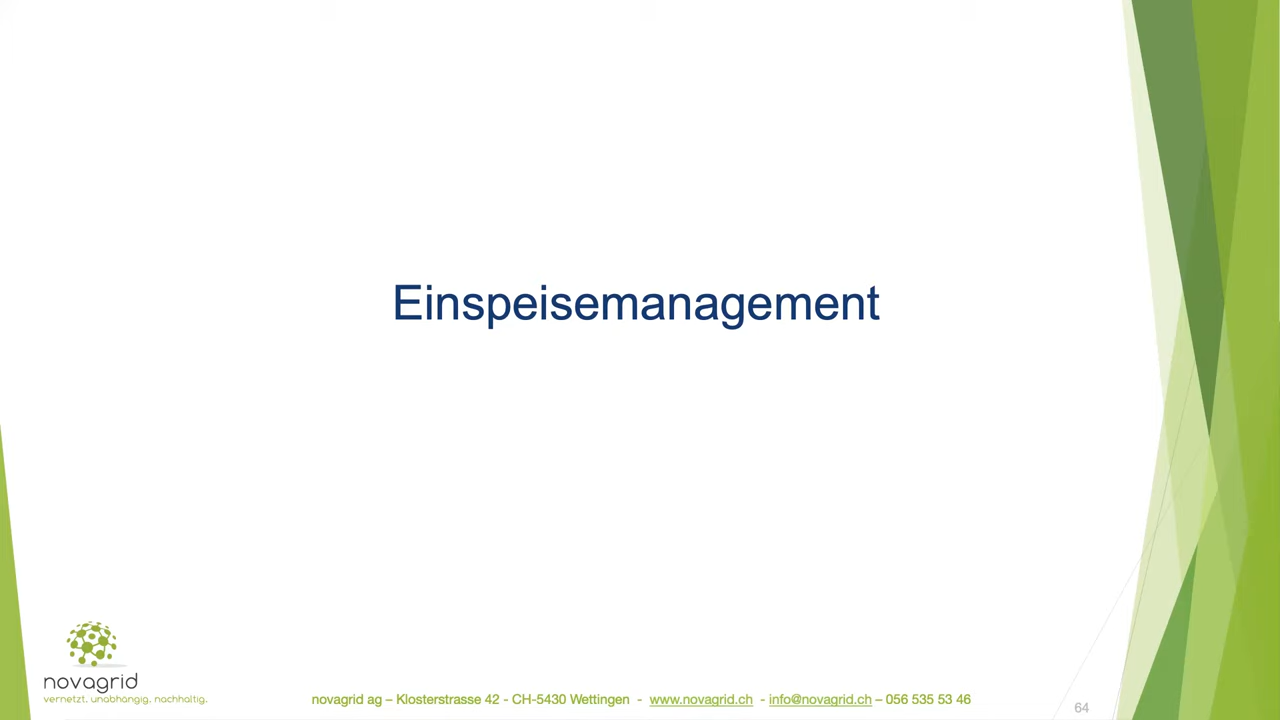 Einspeisemanagement
novagrid
vernetzt. unabhängig. nachhaltig.
novagrid ag – Klosterstrasse 42 - CH-5430 Wettingen - www.novagrid.ch - info@novagrid.ch – 056 535 53 46
64